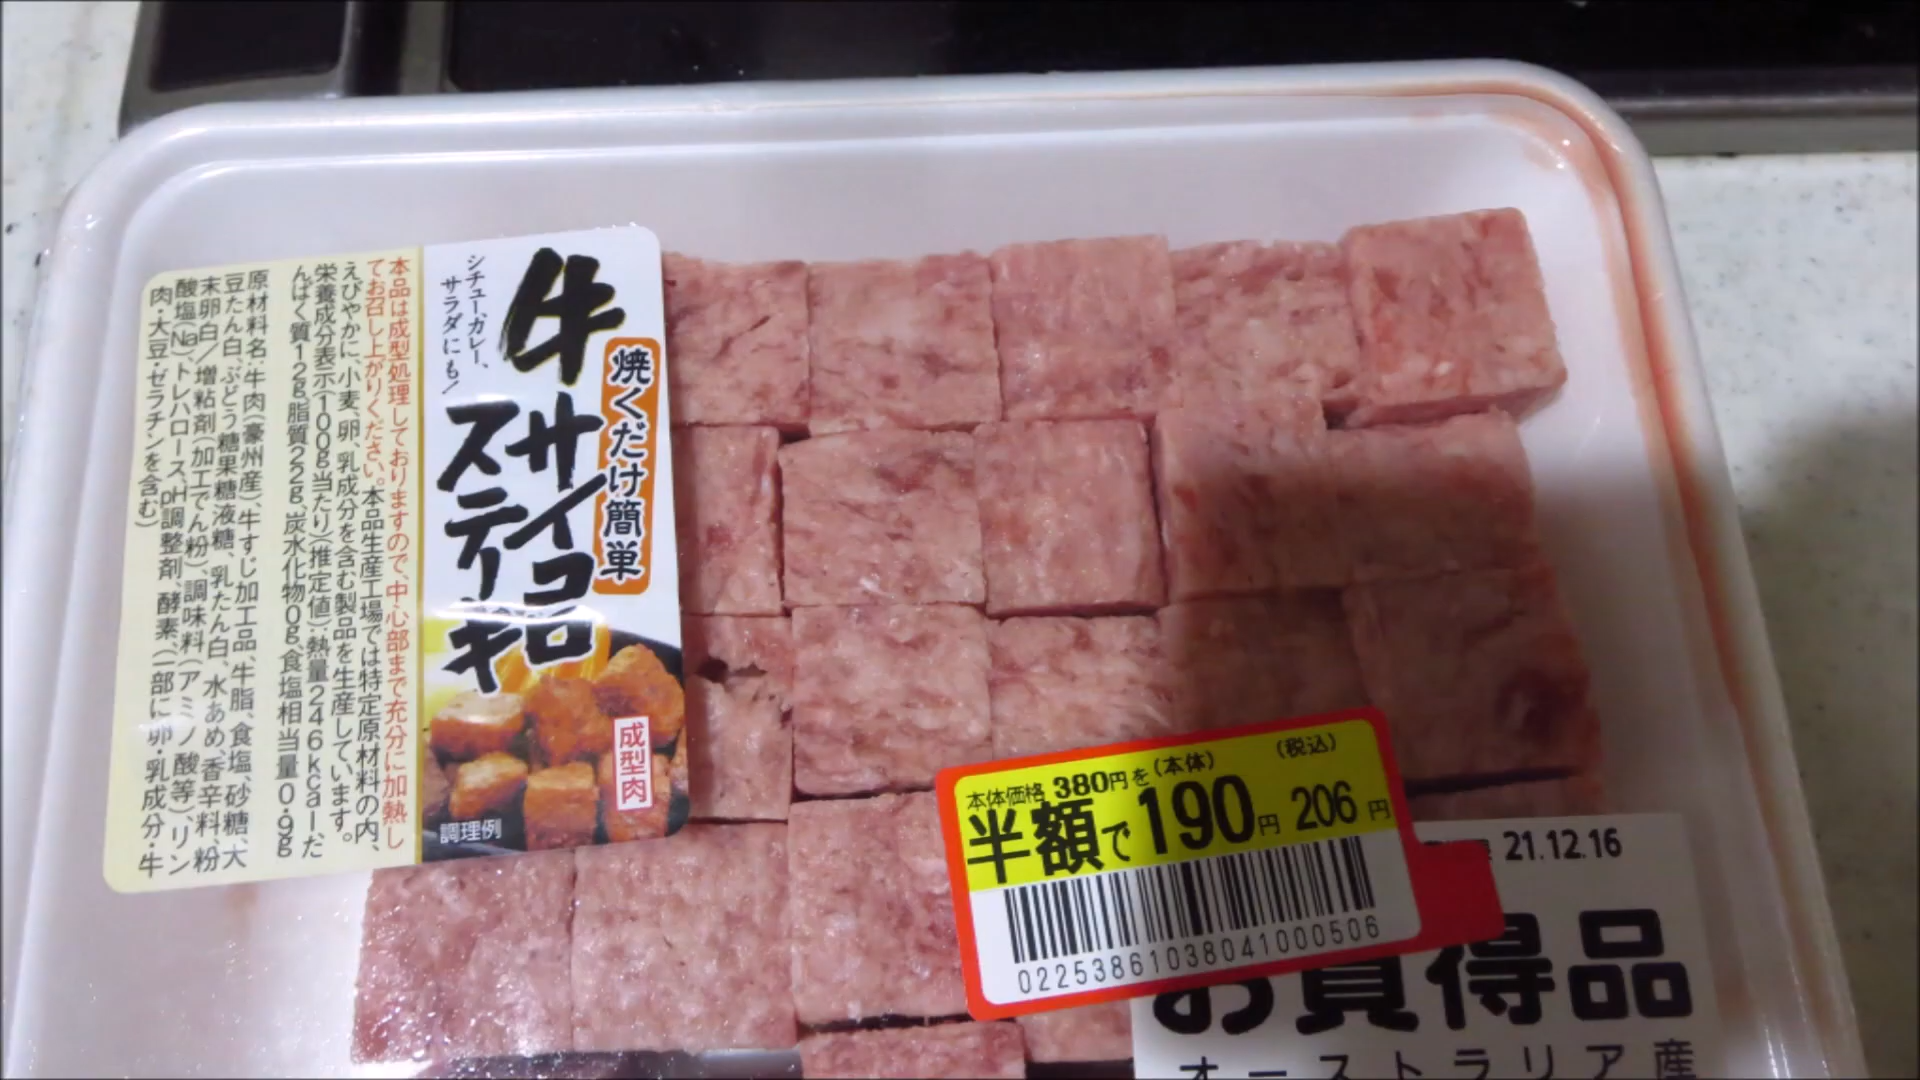 牛サイコロ
ステーキ
焼くだけ簡単
シチュー、カレー、
サラダにも!
成型肉
調理例
本品は成型処理しておりますので、中心部まで充分に加熱し
てお召し上がりください。本品生産工場では特定原材料の内、
えびやかに、小麦、卵、乳成分を含む製品を生産しています。
栄養成分表示(100g当たり)(推定値):熱量246kcal、た
んぱく質12g、脂質22g、炭水化物0g、食塩相当量0.9g
原材料名:牛肉(豪州産)、牛すじ加工品、牛脂、食塩、砂糖、大
豆たん白、ぶどう糖果糖液糖、乳たん白、水あめ、香辛料、粉
末卵白/増粘剤(加工でん粉)、調味料(アミノ酸等)、リン
酸塩(Na)、トレハロース、pH調整剤、酵素、(一部に卵・乳成分・牛
肉・大豆・ゼラチンを含む)
本体価格 380円を(本体) (税込)
半額で190円 206円
0225386103804100506
21.12.16
お買得品
オーストラリア産